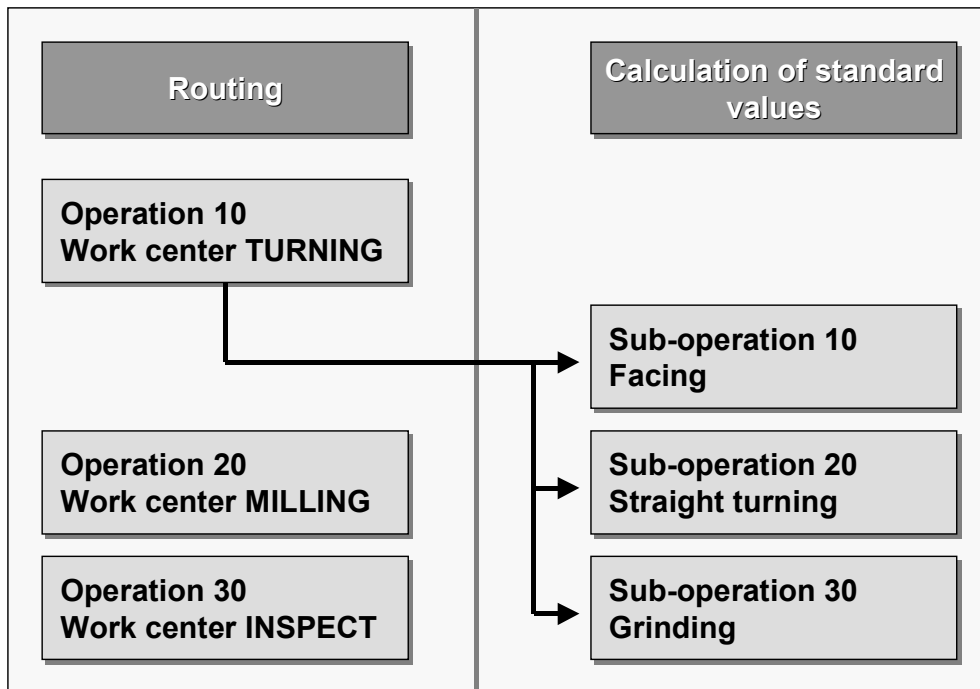 Routing
Calculation of standard
values
Operation 10
Work center TURNING
Sub-operation 10
Facing
Operation 20
Work center MILLING
Sub-operation 20
Straight turning
Operation 30
Work center INSPECT
Sub-operation 30
Grinding